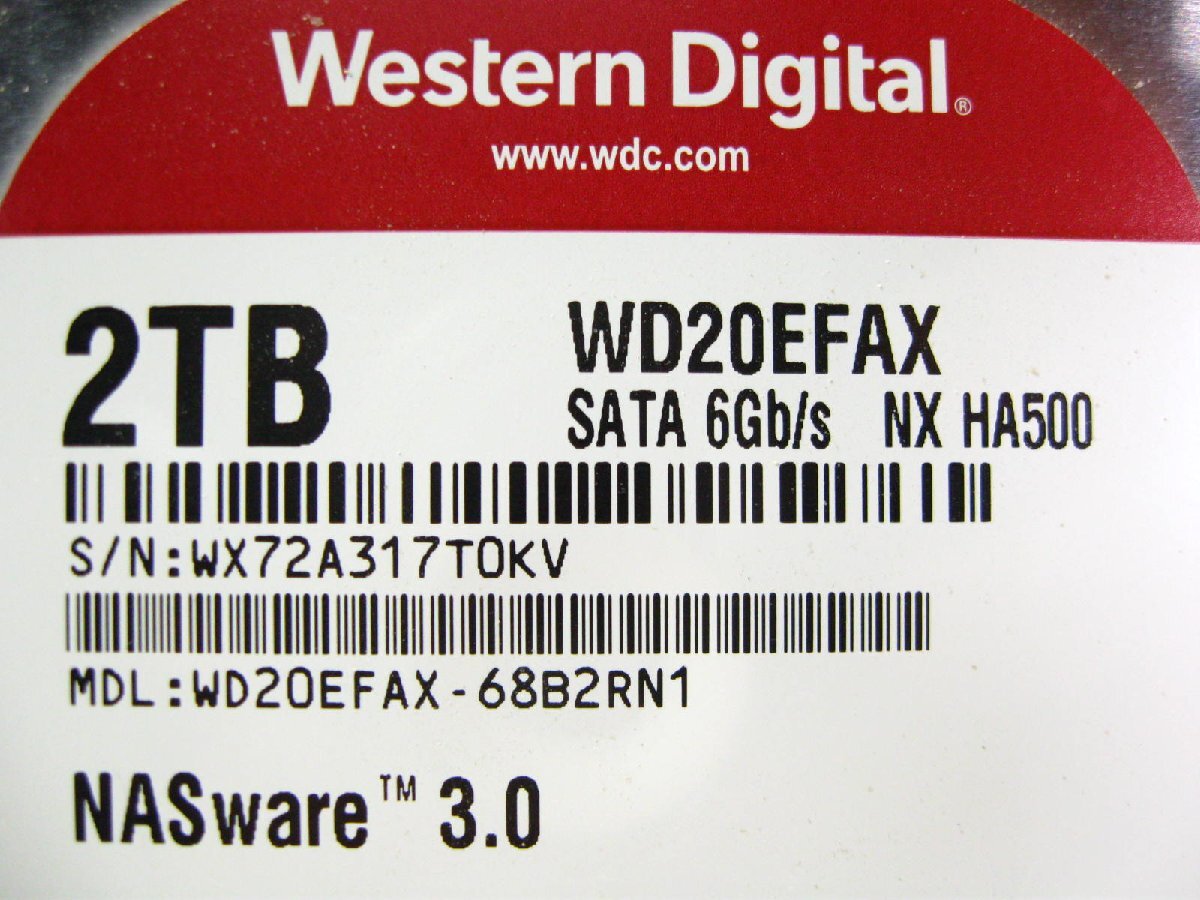 Western Digital®
www.wdc.com
2TB
WD20EFAX
SATA 6Gb/s NX HA500
S/N:WX72A317T0KV
MDL:WD20EFAX-68B2RN1
NASware™ 3.0